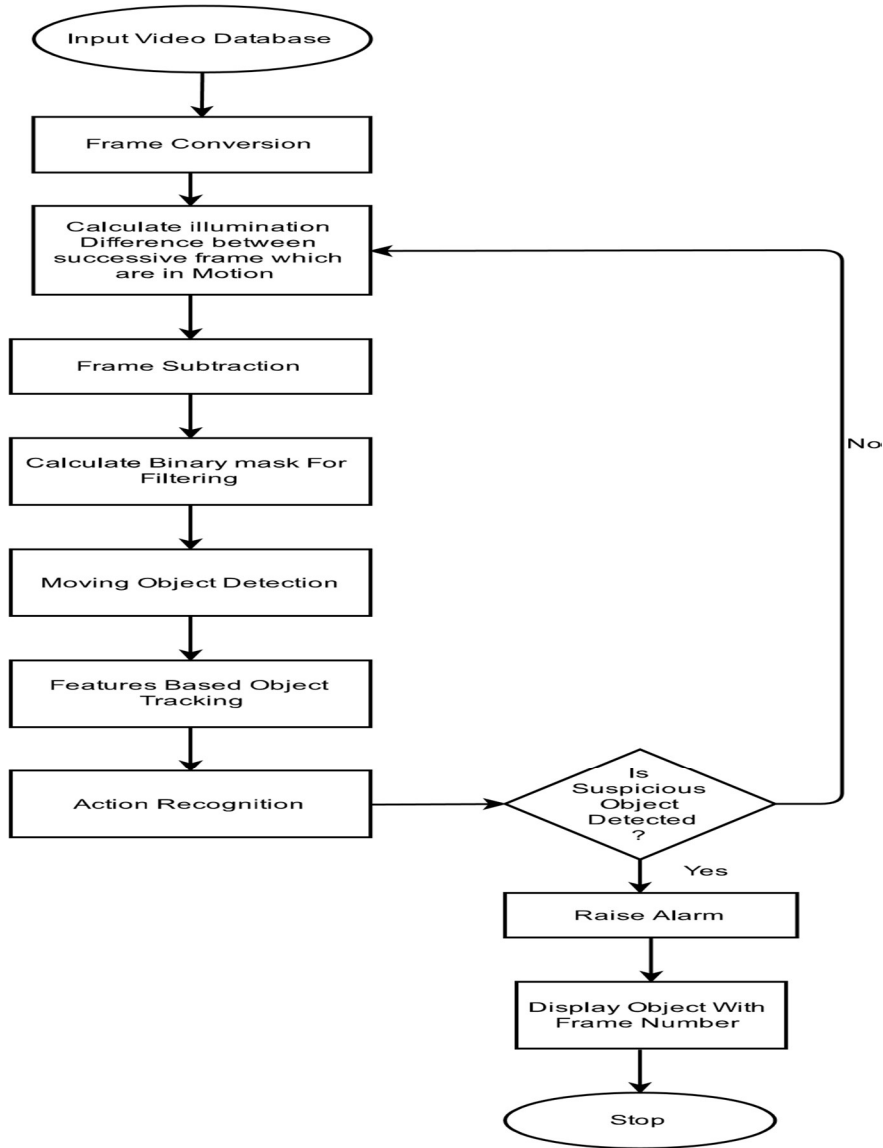 Input Video Database
Frame Conversion
Calculate illumination
Difference between
successive frame which
are in Motion
Frame Subtraction
Calculate Binary mask For
Filtering
Moving Object Detection
Features Based Object
Tracking
Action Recognition
Is
Suspicious
Object
Detected
?
No
Yes
Raise Alarm
Display Object With
Frame Number
Stop